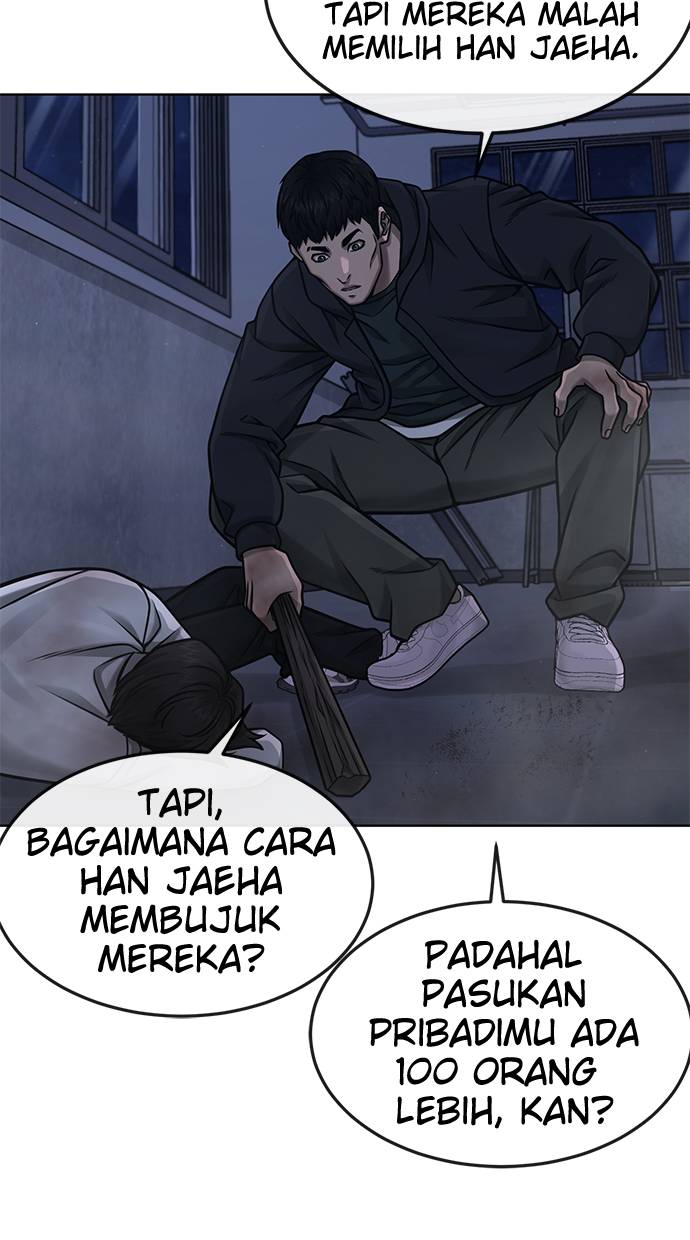 TAPI MEREKA MALAH
MEMILIH HAN JAEHA.
TAPI,
BAGAIMANA CARA
HAN JAEHA
MEMBUJUK
MEREKA?
PADAHAL
PASUKAN
PRIBADIMU ADA
100 ORANG
LEBIH, KAN?